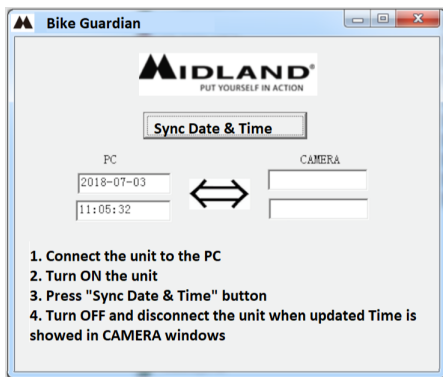 Bike Guardian
MIDLAND®
PUT YOURSELF IN ACTION
Sync Date & Time
PC
CAMERA
2018-07-03
11:05:32
1. Connect the unit to the PC
2. Turn ON the unit
3. Press "Sync Date & Time" button
4. Turn OFF and disconnect the unit when updated Time is
showed in CAMERA windows